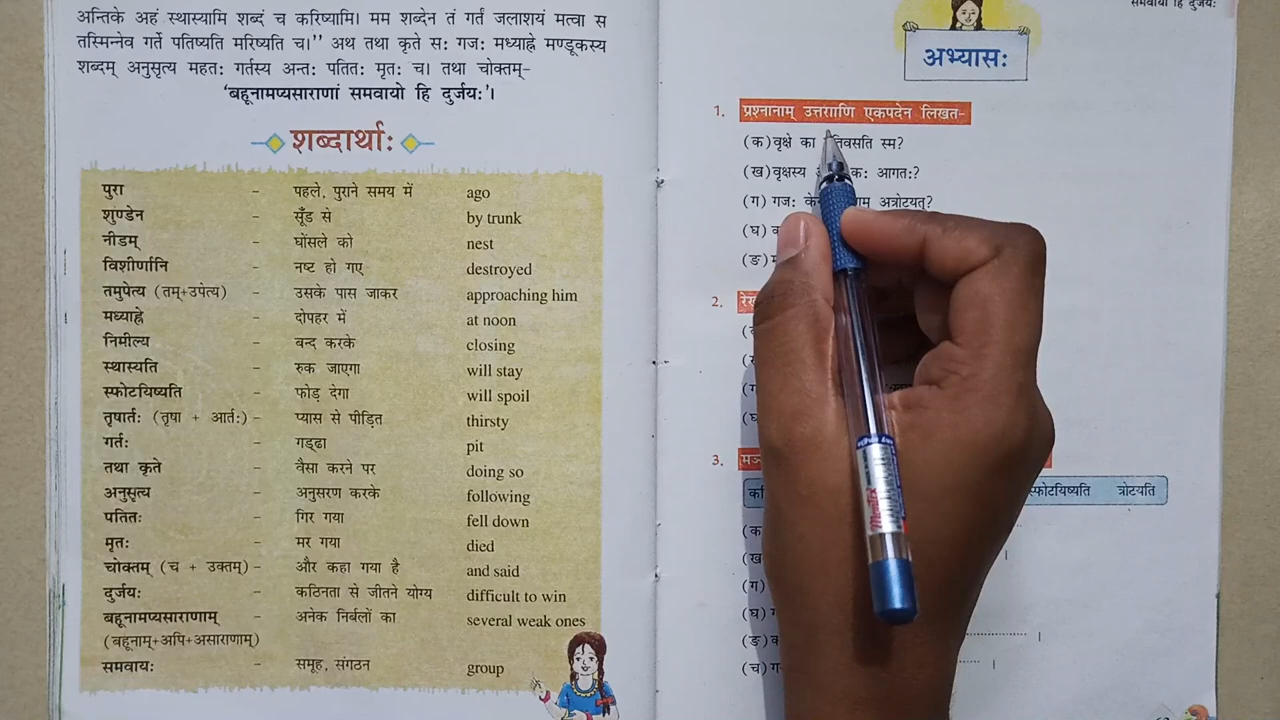 अन्तिके अहं स्थास्यामि शब्दं च करिष्यामि। मम शब्देन तं गर्तं जलाशयं मत्वा स
तस्मिन्नेव गर्ते पतिष्यति मरिष्यति च।’’ अथ तथा कृते सः गजः मध्याह्ने मण्डूकस्य
शब्दम् अनुसृत्य महतः गर्तस्य अन्तः पतितः मृतः च। तथा चोक्तम्-
‘बहूनामप्यसाराणां समवायो हि दुर्जयः’।
शब्दार्थाः
पुरा - पहले, पुराने समय में ago
शुण्डेन - सूँड से by trunk
नीडम् - घोंसले को nest
विशीर्णानि - नष्ट हो गए destroyed
तमुपेत्य (तम्+उपेत्य) - उसके पास जाकर approaching him
मध्याह्ने - दोपहर में at noon
निमील्य - बन्द करके closing
स्थास्यति - रुक जाएगा will stay
स्फोटयिष्यति - फोड़ देगा will spoil
तृषार्तः (तृषा + आर्तः) - प्यास से पीड़ित thirsty
गर्तः - गड्ढा pit
तथा कृते - वैसा करने पर doing so
अनुसृत्य - अनुसरण करके following
पतितः - गिर गया fell down
मृतः - मर गया died
चोक्तम् (च + उक्तम्) - और कहा गया है and said
दुर्जयः - कठिनता से जीतने योग्य difficult to win
बहूनामप्यसाराणाम् - अनेक निर्बलों का several weak ones
(बहूनाम्+अपि+असाराणाम्)
समवायः - समूह, संगठन group
समवायो हि दुर्जयः
अभ्यासः
1. प्रश्नानाम् उत्तरााणि एकपदेन लिखत-
(क) वृक्षे का स्म?
(ख) वृक्षस्य आगतः?
(ग) गजः अत्रोटयत्?
(घ)
(ङ)
2.
3.
स्फोटयिष्यति त्रोटयति
(ग)
(घ)
(ङ)
(च)